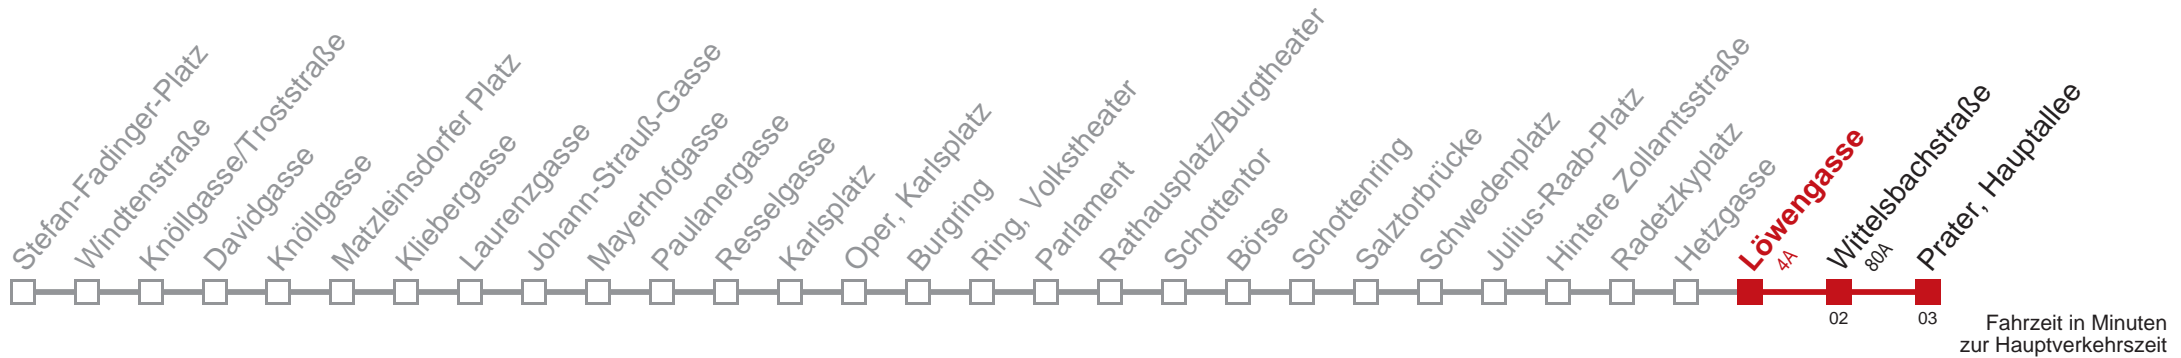 Stefan-Fadinger-Platz
Windtenstraße
Knöllgasse/Troststraße
Davidgasse
Knöllgasse
Matzleinsdorfer Platz
Kliebergasse
Laurenzgasse
Johann-Strauß-Gasse
Mayerhofgasse
Paulanergasse
Resselgasse
Karlsplatz
Oper, Karlsplatz
Burgring
Ring, Volkstheater
Parlament
Rathausplatz/Burgtheater
Schottentor
Börse
Schottenring
Salztorbrücke
Schwedenplatz
Julius-Raab-Platz
Hintere Zollamtsstraße
Radetzkyplatz
Hetzgasse
Löwengasse
4A
Wittelsbachstraße
80A
Prater, Hauptallee
02
03
Fahrzeit in Minuten
zur Hauptverkehrszeit